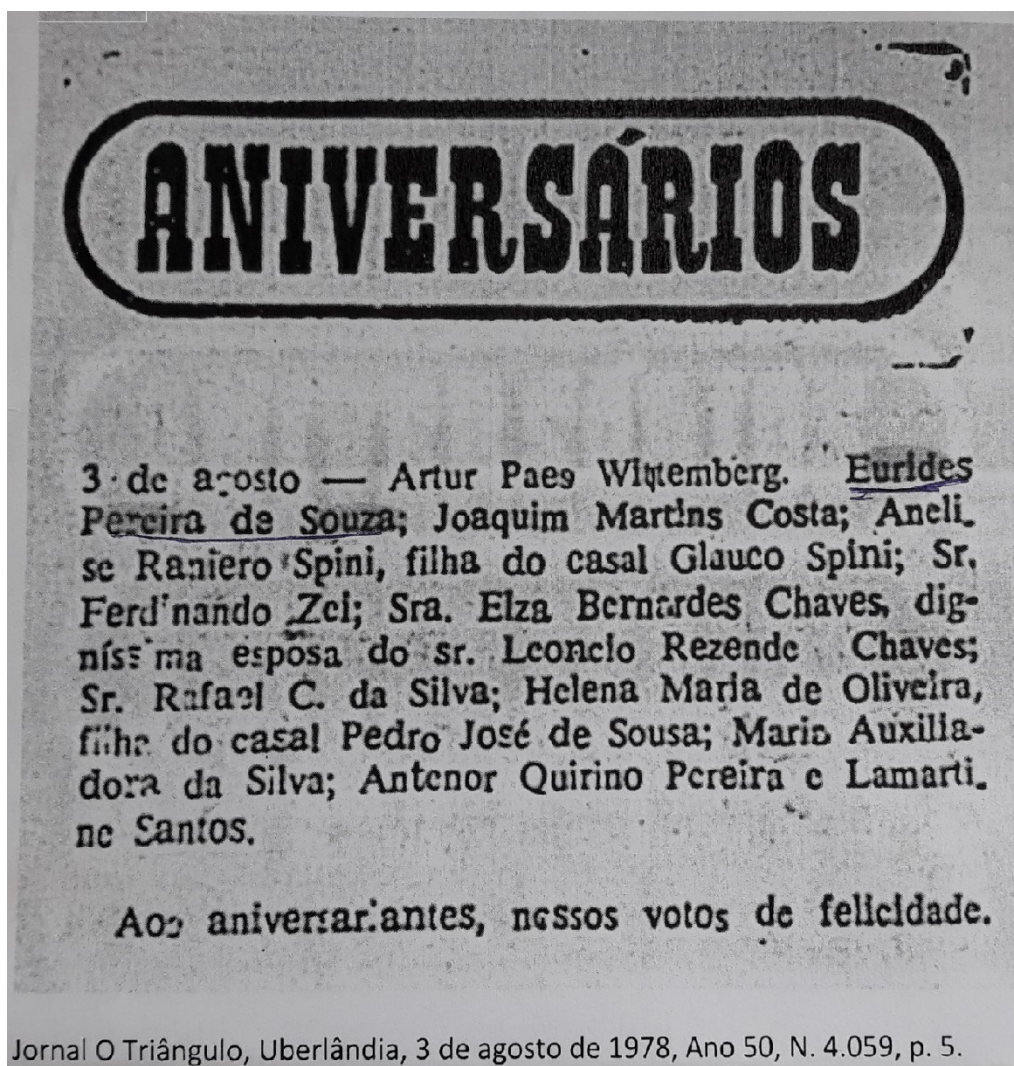 ANIVERSÁRIOS
3 de agosto — Artur Paes Wittemberg. Eurides
Pereira de Souza; Joaquim Martins Costa; Aneli-
se Raniero Spini, filha do casal Glauco Spini; Sr.
Ferdinando Zei; Sra. Elza Bernardes Chaves, dig-
níssima esposa do sr. Leoncio Rezende Chaves;
Sr. Rafael C. da Silva; Helena Maria de Oliveira,
filha do casal Pedro José de Sousa; Maria Auxilia-
dora da Silva; Antenor Quirino Pereira e Lamarti-
ne Santos.
Aos aniversariantes, nossos votos de felicidade.
Jornal O Triângulo, Uberlândia, 3 de agosto de 1978, Ano 50, N. 4.059, p. 5.